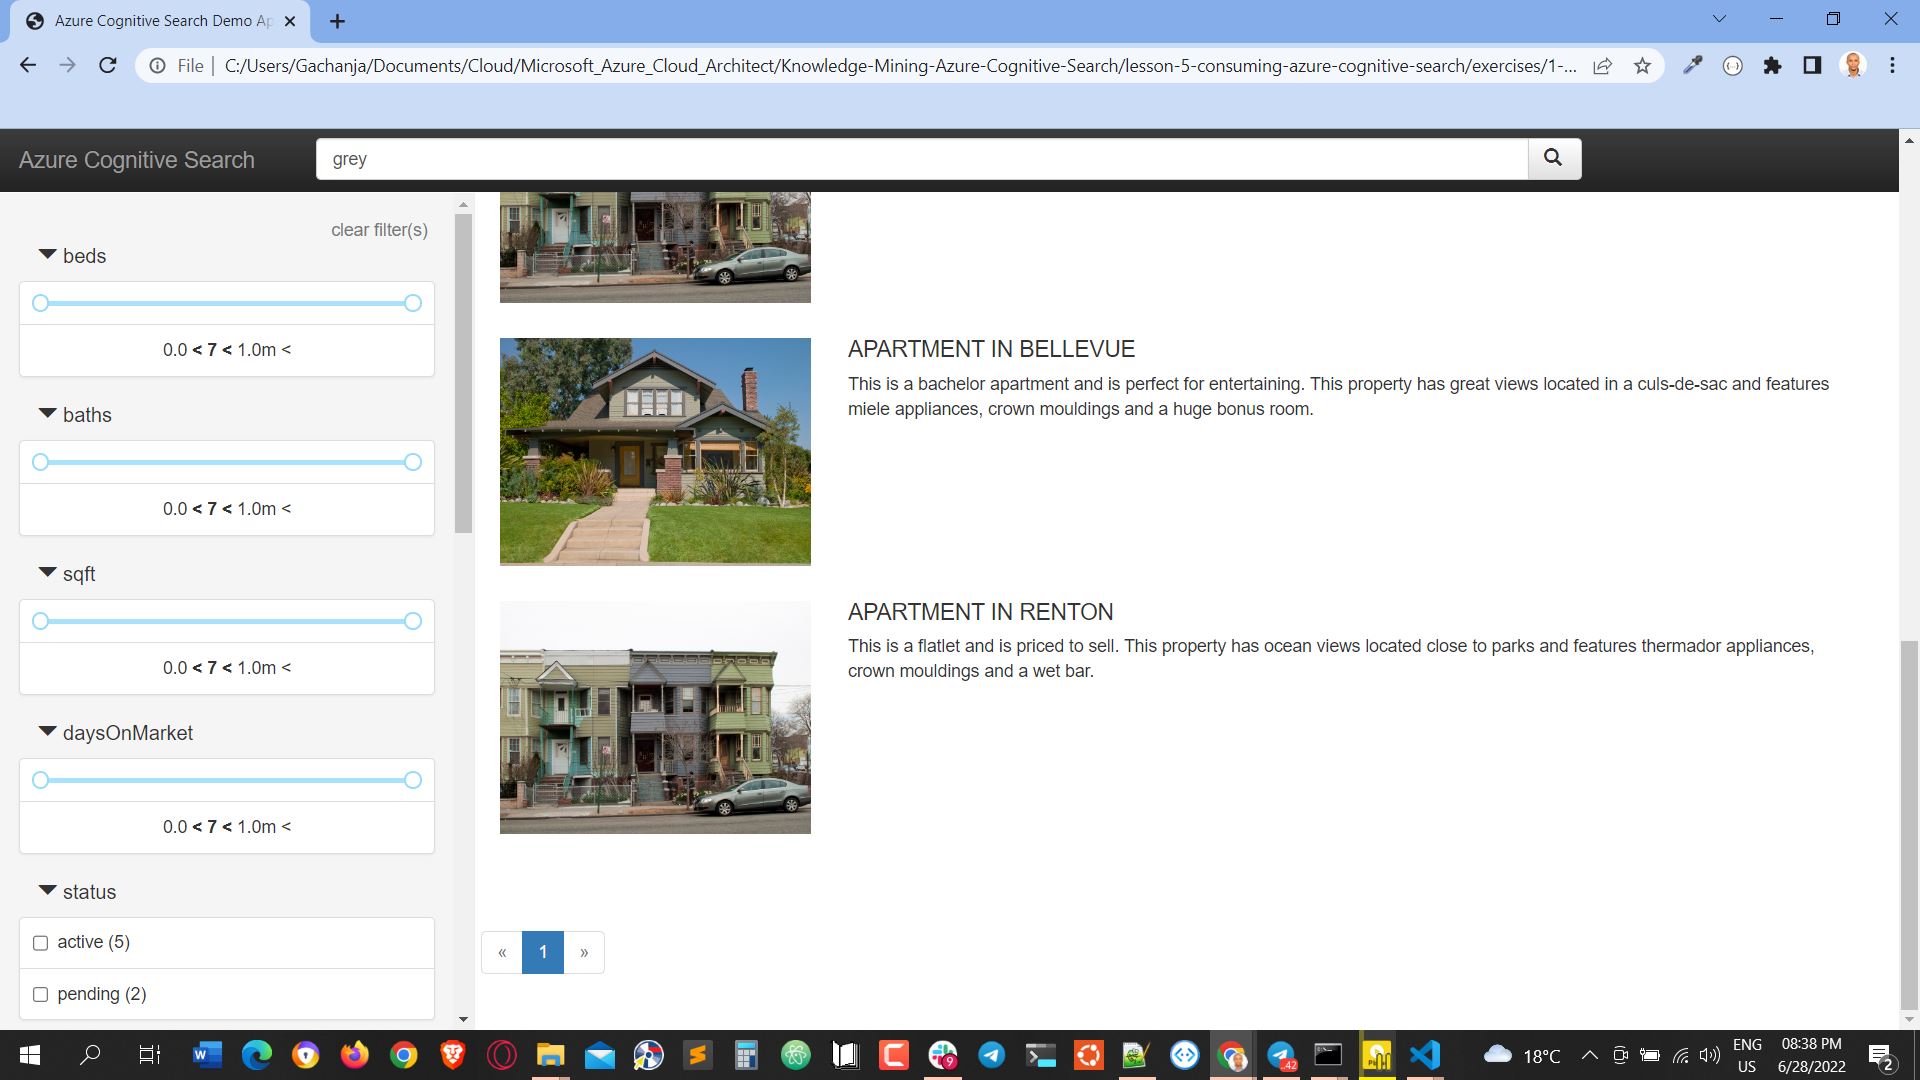 Azure Cognitive Search Demo Ap
File
C:/Users/Gachanja/Documents/Cloud/Microsoft_Azure_Cloud_Architect/Knowledge-Mining-Azure-Cognitive-Search/lesson-5-consuming-azure-cognitive-search/exercises/1-...
Azure Cognitive Search
grey
clear filter(s)
beds
0.0 < 7 < 1.0m <
baths
0.0 < 7 < 1.0m <
sqft
0.0 < 7 < 1.0m <
daysOnMarket
0.0 < 7 < 1.0m <
status
active (5)
pending (2)
APARTMENT IN BELLEVUE
This is a bachelor apartment and is perfect for entertaining. This property has great views located in a culs-de-sac and features
miele appliances, crown mouldings and a huge bonus room.
APARTMENT IN RENTON
This is a flatlet and is priced to sell. This property has ocean views located close to parks and features thermador appliances,
crown mouldings and a wet bar.
« 1 »
18°C
ENG
US
08:38 PM
6/28/2022
2